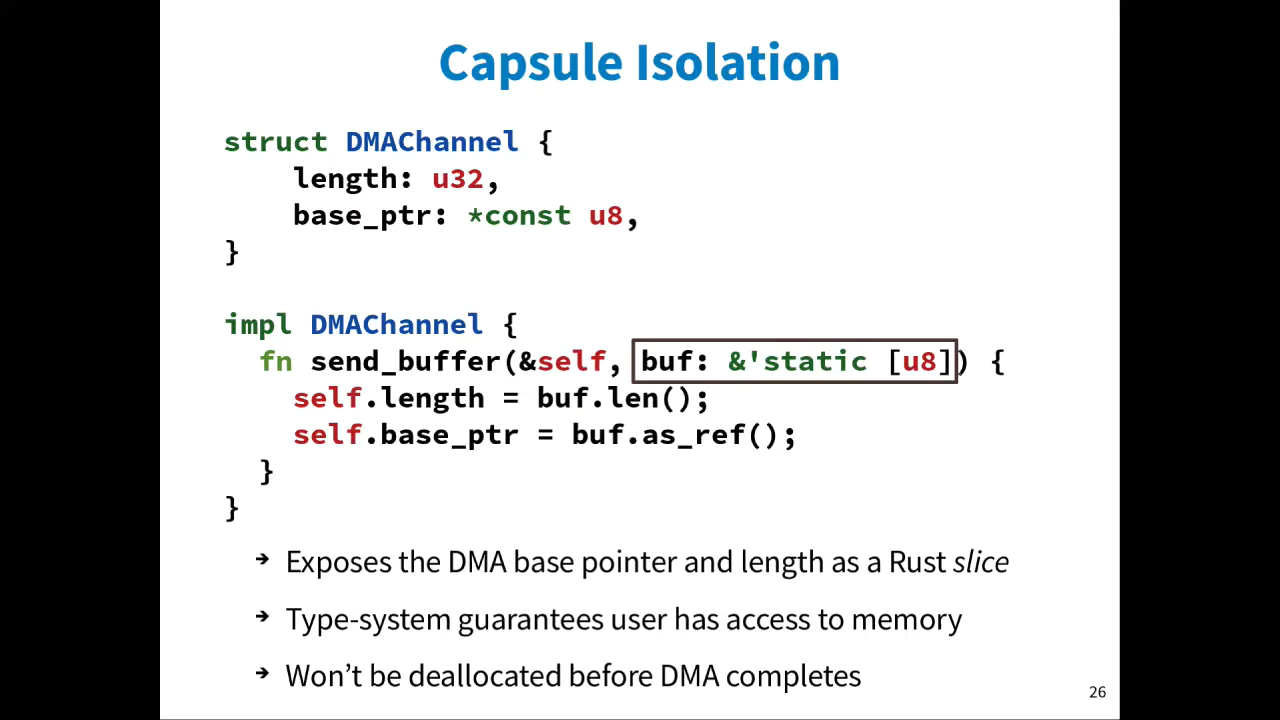 Capsule Isolation
struct DMAChannel {
    length: u32,
    base_ptr: *const u8,
}
impl DMAChannel {
  fn send_buffer(&self, buf: &'static [u8]) {
    self.length = buf.len();
    self.base_ptr = buf.as_ref();
  }
}
➔ Exposes the DMA base pointer and length as a Rust slice
➔ Type-system guarantees user has access to memory
➔ Won’t be deallocated before DMA completes
26